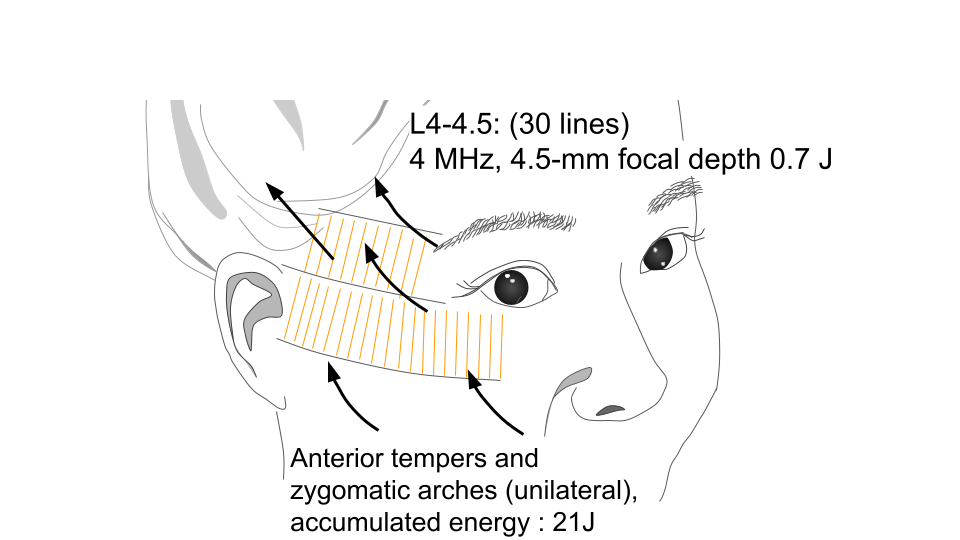 L4-4.5: (30 lines)
4 MHz, 4.5-mm focal depth 0.7 J
Anterior tempers and
zygomatic arches (unilateral),
accumulated energy : 21J